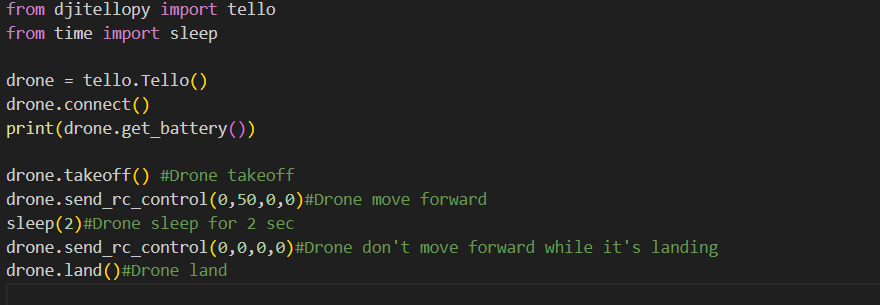 from djitellopy import tello
from time import sleep
drone = tello.Tello()
drone.connect()
print(drone.get_battery())
drone.takeoff() #Drone takeoff
drone.send_rc_control(0,50,0,0)#Drone move forward
sleep(2)#Drone sleep for 2 sec
drone.send_rc_control(0,0,0,0)#Drone don't move forward while it's landing
drone.land()#Drone land